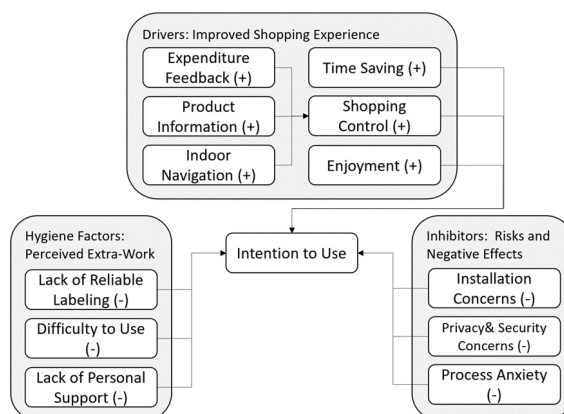 Drivers: Improved Shopping Experience
Expenditure
Feedback (+)
Product
Information (+)
Indoor
Navigation (+)
Time Saving (+)
Shopping
Control (+)
Enjoyment (+)
Intention to Use
Hygiene Factors:
Perceived Extra-Work
Lack of Reliable
Labeling (-)
Difficulty to Use
(-)
Lack of Personal
Support (-)
Inhibitors: Risks and
Negative Effects
Installation
Concerns (-)
Privacy& Security
Concerns (-)
Process Anxiety
(-)